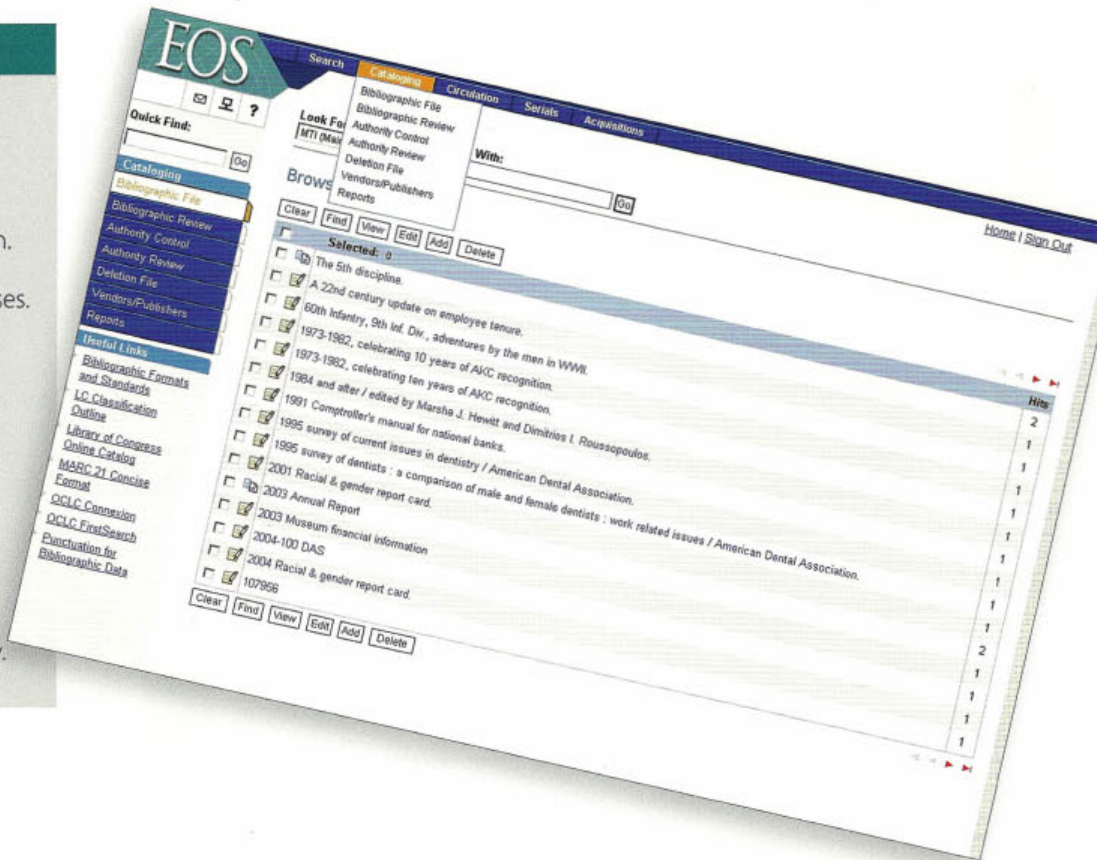 n.
ses.
y.
EOS
Search Cataloging Circulation Serials Acquisitions
Bibliographic File
Bibliographic Review
Authority Control
Authority Review
Deletion File
Vendors/Publishers
Reports
?
Quick Find:
Go
Look Fo
MTI (Mai
With:
Go
Home | Sign Out
Cataloging
Bibliographic File
Bibliographic Review
Authority Control
Authority Review
Deletion File
Vendors/Publishers
Reports
Useful Links
Bibliographic Formats
and Standards
LC Classification
Outline
Library of Congress
Online Catalog
MARC 21 Concise
Format
OCLC Connexion
OCLC FirstSearch
Punctuation for
Bibliographic Data
Brows
Clear Find View Edit Add Delete
Selected: 0 Hits
The 5th discipline. 2
A 22nd century update on employee tenure. 1
60th Infantry, 9th Inf. Div., adventures by the men in WWII. 1
1973-1982, celebrating 10 years of AKC recognition. 1
1973-1982, celebrating ten years of AKC recognition. 1
1984 and after / edited by Marsha J. Hewitt and Dimitrios I. Roussopoulos. 1
1991 Comptroller's manual for national banks. 1
1995 survey of current issues in dentistry / American Dental Association. 1
1995 survey of dentists : a comparison of male and female dentists : work related issues / American Dental Association. 1
2001 Racial & gender report card. 2
2003 Annual Report 1
2003 Museum financial information 1
2004-100 DAS 1
2004 Racial & gender report card. 1
107956
Clear Find View Edit Add Delete